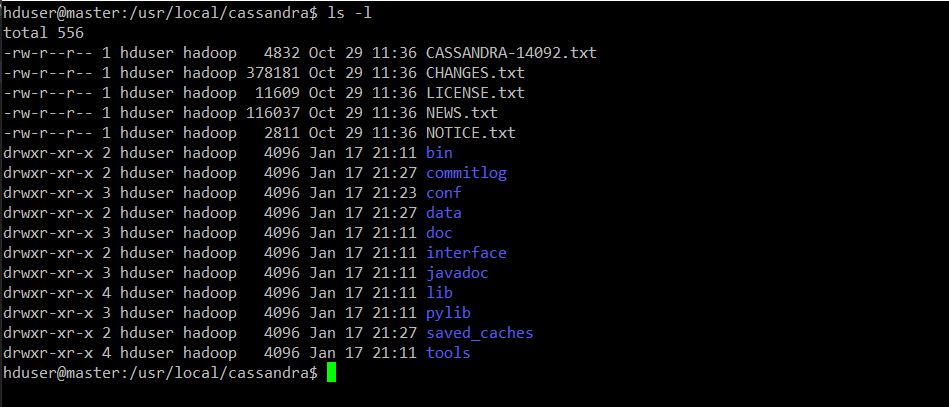 hduser@master:/usr/local/cassandra$ ls -l
total 556
-rw-r--r-- 1 hduser hadoop   4832 Oct 29 11:36 CASSANDRA-14092.txt
-rw-r--r-- 1 hduser hadoop 378181 Oct 29 11:36 CHANGES.txt
-rw-r--r-- 1 hduser hadoop  11609 Oct 29 11:36 LICENSE.txt
-rw-r--r-- 1 hduser hadoop 116037 Oct 29 11:36 NEWS.txt
-rw-r--r-- 1 hduser hadoop   2811 Oct 29 11:36 NOTICE.txt
drwxr-xr-x 2 hduser hadoop   4096 Jan 17 21:11 bin
drwxr-xr-x 2 hduser hadoop   4096 Jan 17 21:27 commitlog
drwxr-xr-x 3 hduser hadoop   4096 Jan 17 21:23 conf
drwxr-xr-x 2 hduser hadoop   4096 Jan 17 21:27 data
drwxr-xr-x 3 hduser hadoop   4096 Jan 17 21:11 doc
drwxr-xr-x 2 hduser hadoop   4096 Jan 17 21:11 interface
drwxr-xr-x 3 hduser hadoop   4096 Jan 17 21:11 javadoc
drwxr-xr-x 4 hduser hadoop   4096 Jan 17 21:11 lib
drwxr-xr-x 3 hduser hadoop   4096 Jan 17 21:11 pylib
drwxr-xr-x 2 hduser hadoop   4096 Jan 17 21:27 saved_caches
drwxr-xr-x 4 hduser hadoop   4096 Jan 17 21:11 tools
hduser@master:/usr/local/cassandra$